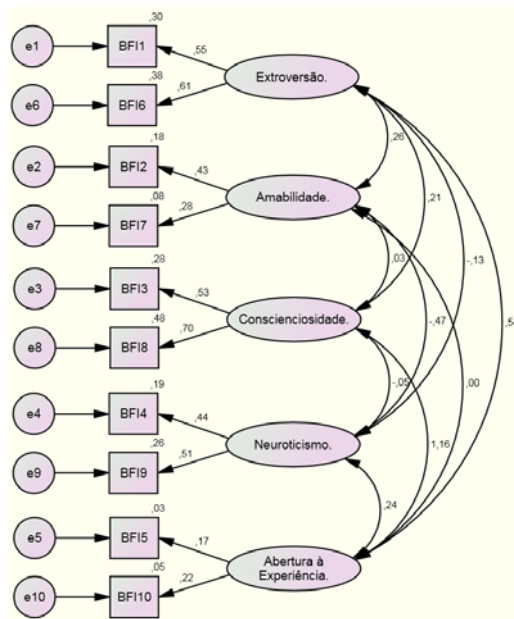 ,30
e1
BFI1
,55
Extroversão.
,38
e6
BFI6
,61
,26
,18
e2
BFI2
,43
,21
Amabilidade.
,08
e7
BFI7
,28
-,13
,03
,28
e3
BFI3
,53
Conscienciosidade.
-,47
,48
e8
BFI8
,70
-,05
,00
,19
e4
BFI4
,44
Neuroticismo.
1,16
,26
e9
BFI9
,51
,24
,03
e5
BFI5
,17
Abertura à
Experiência.
,05
e10
BFI10
,22